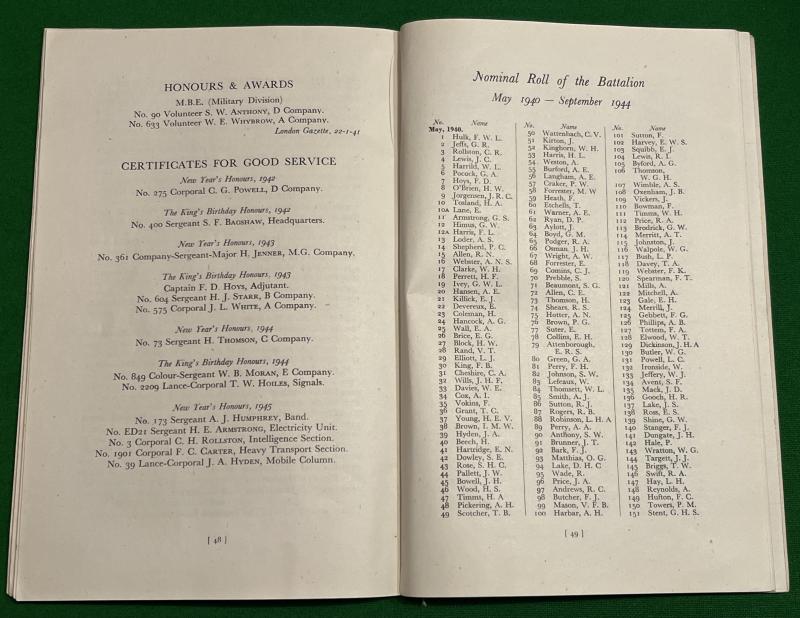 HONOURS & AWARDS
M.B.E. (Military Division)
No. 90 Volunteer S. W. Anthony, D Company.
No. 633 Volunteer W. E. Whybrow, A Company.
London Gazette, 22-1-41
CERTIFICATES FOR GOOD SERVICE
New Year's Honours, 1942
No. 275 Corporal C. G. Powell, D Company.
The King's Birthday Honours, 1942
No. 400 Sergeant S. F. Bagshaw, Headquarters.
New Year's Honours, 1943
No. 361 Company-Sergeant-Major H. Jenner, M.G. Company.
The King's Birthday Honours, 1943
Captain F. D. Hoys, Adjutant.
No. 604 Sergeant H. J. Starr, B Company.
No. 575 Corporal J. L. White, A Company.
New Year's Honours, 1944
No. 73 Sergeant H. Thomson, C Company.
The King's Birthday Honours, 1944
No. 849 Colour-Sergeant W. B. Moran, E Company.
No. 2209 Lance-Corporal T. W. Hoiles, Signals.
New Year's Honours, 1945
No. 173 Sergeant A. J. Humphrey, Band.
No. ED21 Sergeant H. E. Armstrong, Electricity Unit.
No. 3 Corporal C. H. Rollston, Intelligence Section.
No. 1901 Corporal F. C. Carter, Heavy Transport Section.
No. 39 Lance-Corporal J. A. Hyden, Mobile Column.
[ 48 ]
Nominal Roll of the Battalion
May 1940 — September 1944
No. Name
May, 1940.
1 Hulk, F. W. L.
2 Jeffs, G. R.
3 Rollston, C. R.
4 Lewis, J. C.
5 Harrild, W. L.
6 Pocock, G. A.
7 Hoys, F. D.
8 O'Brien, H. W.
9 Jorgensen, J. R. C.
10 Tosland, H. A.
10A Lane, E.
11 Armstrong, G. S.
12 Himus, G. W.
12A Harris, F. L.
13 Loder, A. S.
14 Shepherd, P. C.
15 Allen, R. N.
16 Webster, A. N. S.
17 Clarke, W. H.
18 Perrett, H. F.
19 Ivey, G. W. L.
20 Hansen, A. E.
21 Killick, E. J.
22 Devereux, E.
23 Coleman, H.
24 Hancock, A. G.
25 Wall, E. A.
26 Brice, E. G.
27 Block, H. W.
28 Rand, V. T.
29 Elliott, L. J.
30 King, F. B.
31 Cheshire, C. A.
32 Wills, J. H. F.
33 Davies, W. E.
34 Cox, A. I.
35 Vokins, F.
36 Grant, T. C.
37 Young, H. E. V.
38 Brown, I. M. W.
39 Hyden, J. A.
40 Beech, H.
41 Hartridge, E. N.
42 Dowley, S. E.
43 Rose, S. H. C.
44 Pallett, J. W.
45 Bowell, J. H.
46 Wood, H. S.
47 Timms, H. A
48 Pickering, A. H.
49 Scotcher, T. B.
No. Name
50 Wattenbach, C. V.
51 Kirton, J.
52 Kinghorn, W. H.
53 Harris, H. L.
54 Weston, A.
55 Burford, A. E.
56 Langham, A. E.
57 Craker, P. W.
58 Forrester, M. W
59 Heath, F.
60 Etchells, T.
61 Warner, A. E.
62 Ryan, D. P.
63 Aylott, J.
64 Boyd, G. M.
65 Podger, R. A.
66 Osman, J. H.
67 Wright, A. W.
68 Forrester, E.
69 Comins, C. J.
70 Prebble, S.
71 Beaumont, S. G.
72 Allen, C. E.
73 Thomson, H.
74 Shears, R. S.
75 Hotter, A. N.
76 Brown, P. G.
77 Suter, E.
78 Collins, E. H.
79 Attenborough,
E. R. S.
80 Green, G. A.
81 Perry, F. H.
82 Johnson, S. W.
83 Lefeaux, W.
84 Thomsett, W. L.
85 Smith, A. J.
86 Sutton, R. J.
87 Rogers, R. B.
88 Robinson, L. H. A
89 Perry, A. A.
90 Anthony, S. W.
91 Brunner, J. T.
92 Bark, F. J.
93 Matthias, O. G.
94 Lake, D. H. C
95 Wade, R.
96 Price, J. A.
97 Andrews, R. C.
98 Butcher, F. J.
99 Mason, V. F. B.
100 Harbar, A. H.
No. Name
101 Sutton, F.
102 Harvey, E. W. S.
103 Squibb, E. J.
104 Lewis, R. I.
105 Byford, A. G.
106 Thomson,
W. G. H.
107 Wimble, A. S.
108 Oxenham, J. B.
109 Vickers, J.
110 Bowman, F.
111 Timms, W. H.
112 Price, R. A.
113 Brodrick, G. W.
114 Merritt, A. T.
115 Johnston, J.
116 Walpole, W. G.
117 Bush, L. P.
118 Davey, T. A.
119 Webster, F. K.
120 Spearman, F. T.
121 Mills, A.
122 Mitchell, A.
123 Gale, E. H.
124 Merrill, J.
125 Gebbett, F. G.
126 Phillips, A. B.
127 Tottem, F. A.
128 Elwood, W. T.
129 Dickinson, J. H. A
130 Butler, W. G.
131 Powell, L. C.
132 Ironside, W.
133 Jeffery, W. J.
134 Avent, S. F.
135 Mack, J. D.
136 Gooch, H. R.
137 Lake, J. S.
138 Ross, E. S.
139 Shine, G. W.
140 Stanger, F. J.
141 Dungate, J. H.
142 Hale, P.
143 Wratton, W. G.
144 Targett, J. J.
145 Briggs, T. W.
146 Swift, R. A.
147 Hay, L. H.
148 Reynolds, A.
149 Hufton, F. C.
150 Towers, P. M.
151 Stent, G. H. S.
[ 49 ]